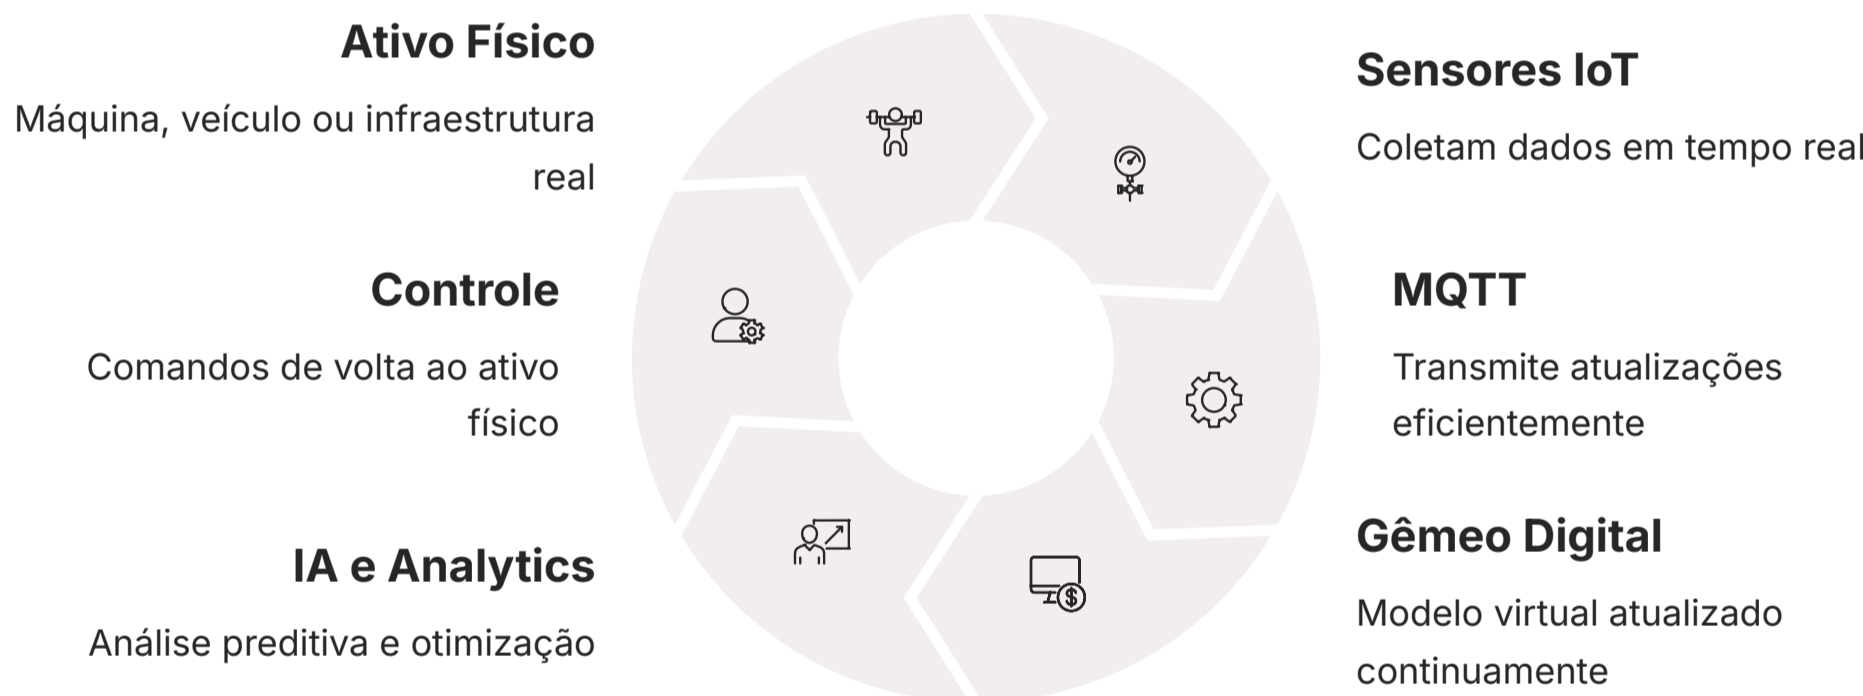 Ativo Físico
Máquina, veículo ou infraestrutura
real
Sensores IoT
Coletam dados em tempo real
Controle
Comandos de volta ao ativo
físico
MQTT
Transmite atualizações
eficientemente
IA e Analytics
Análise preditiva e otimização
Gêmeo Digital
Modelo virtual atualizado
continuamente
$